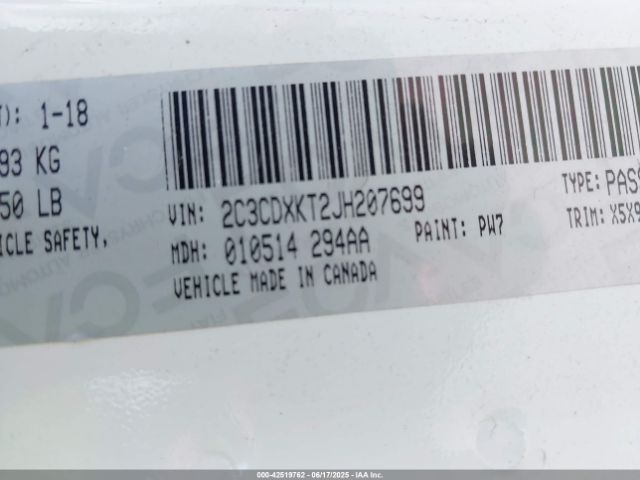 T): 1-18
93 KG
50 LB
ICLE SAFETY,
VIN: 2C3CDXKT2JH207699
TYPE: PASS
MDH: 010514 294AA
PAINT: PW7
TRIM: X5X9
VEHICLE MADE IN CANADA
000-42519762 - 06/17/2025 - IAA Inc.